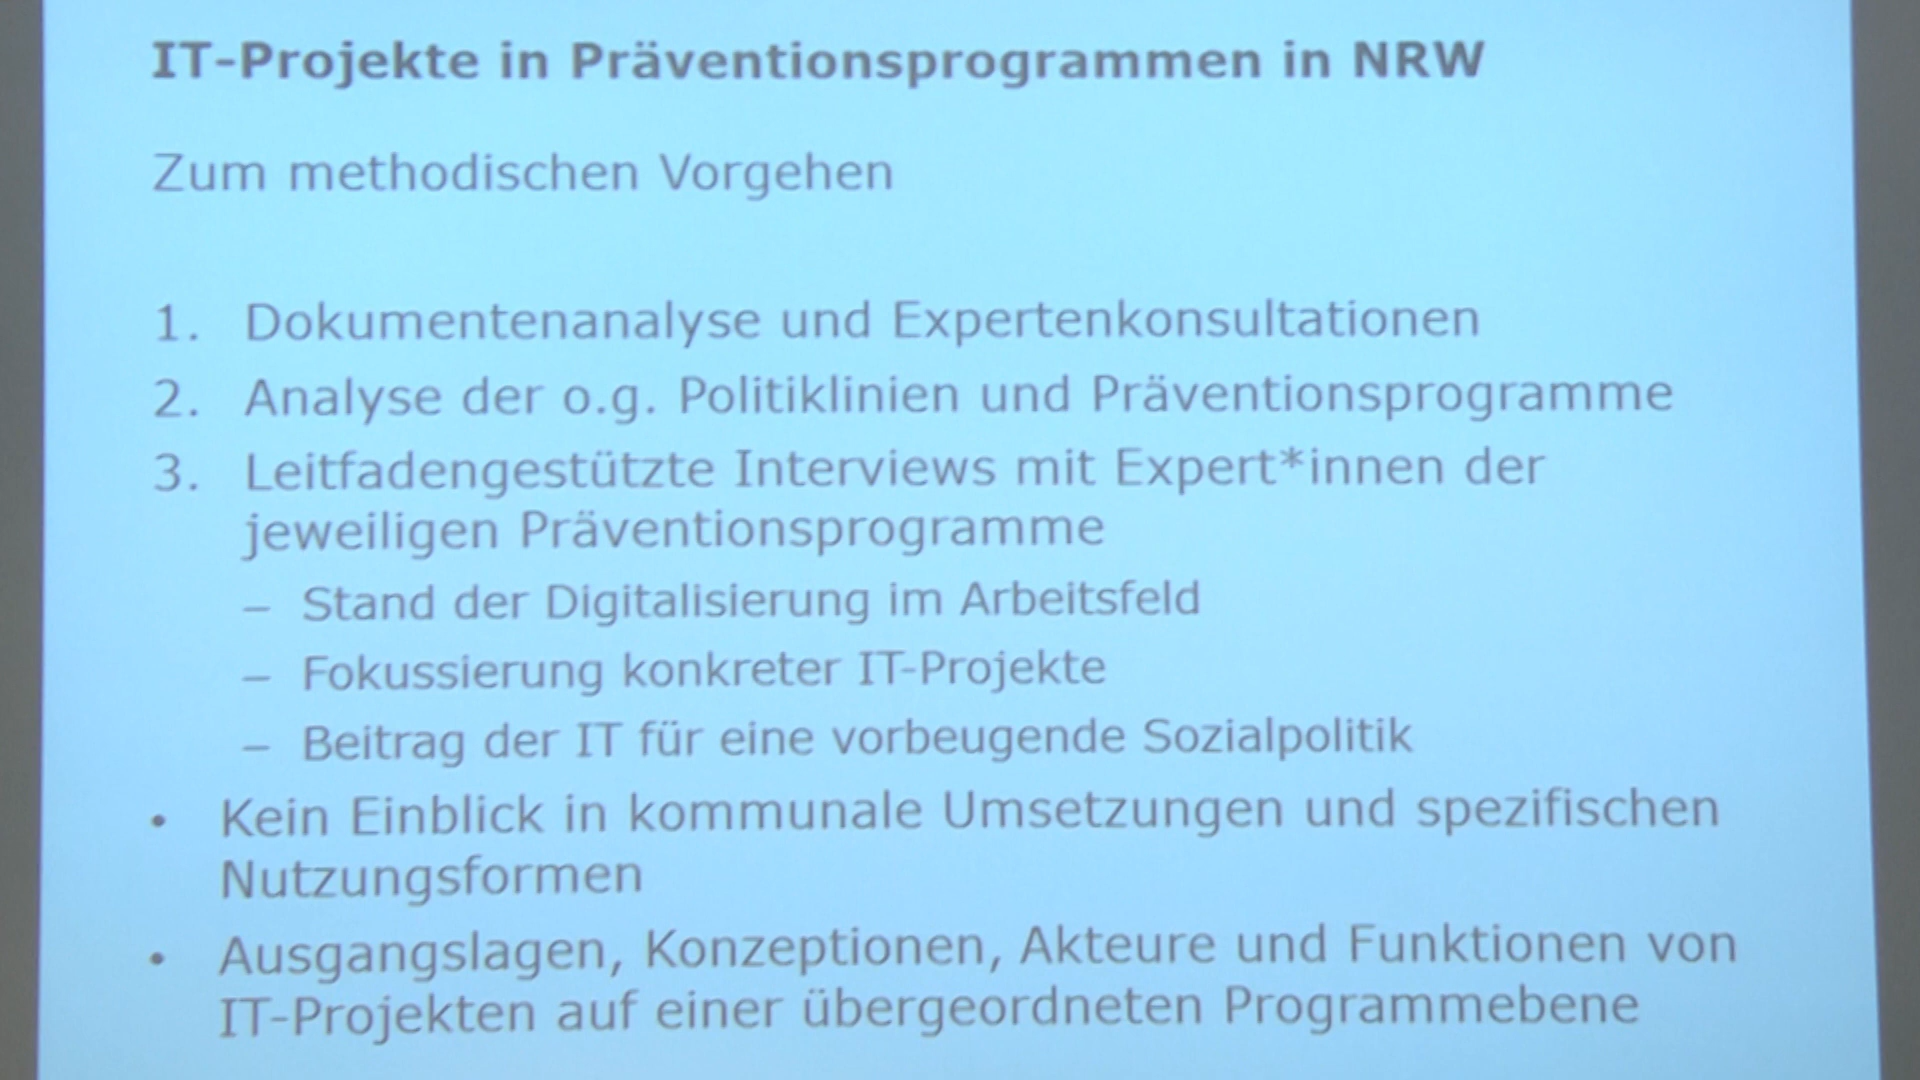 IT-Projekte in Präventionsprogrammen in NRW
Zum methodischen Vorgehen
1. Dokumentenanalyse und Expertenkonsultationen
2. Analyse der o.g. Politiklinien und Präventionsprogramme
3. Leitfadengestützte Interviews mit Expert*innen der
jeweiligen Präventionsprogramme
– Stand der Digitalisierung im Arbeitsfeld
– Fokussierung konkreter IT-Projekte
– Beitrag der IT für eine vorbeugende Sozialpolitik
• Kein Einblick in kommunale Umsetzungen und spezifischen
Nutzungsformen
• Ausgangslagen, Konzeptionen, Akteure und Funktionen von
IT-Projekten auf einer übergeordneten Programmebene